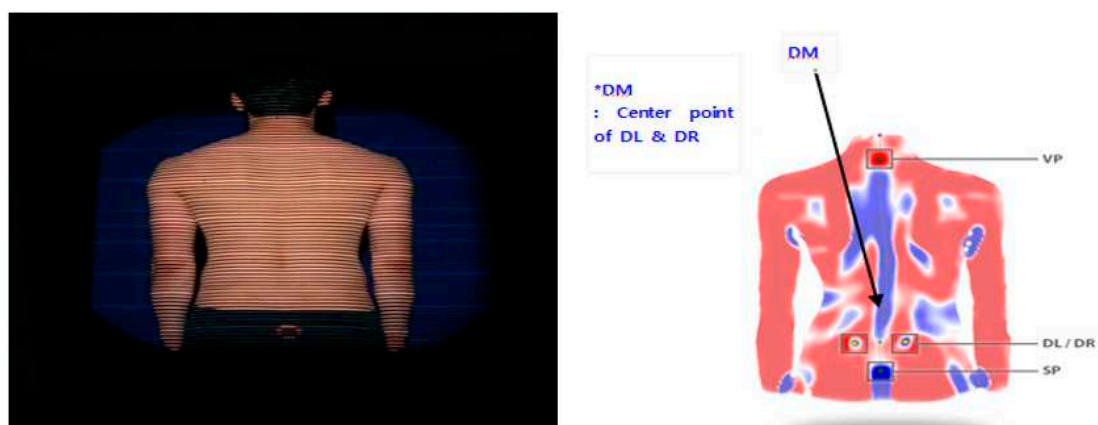 DM
*DM
: Center point
of DL & DR
VP
DL / DR
SP